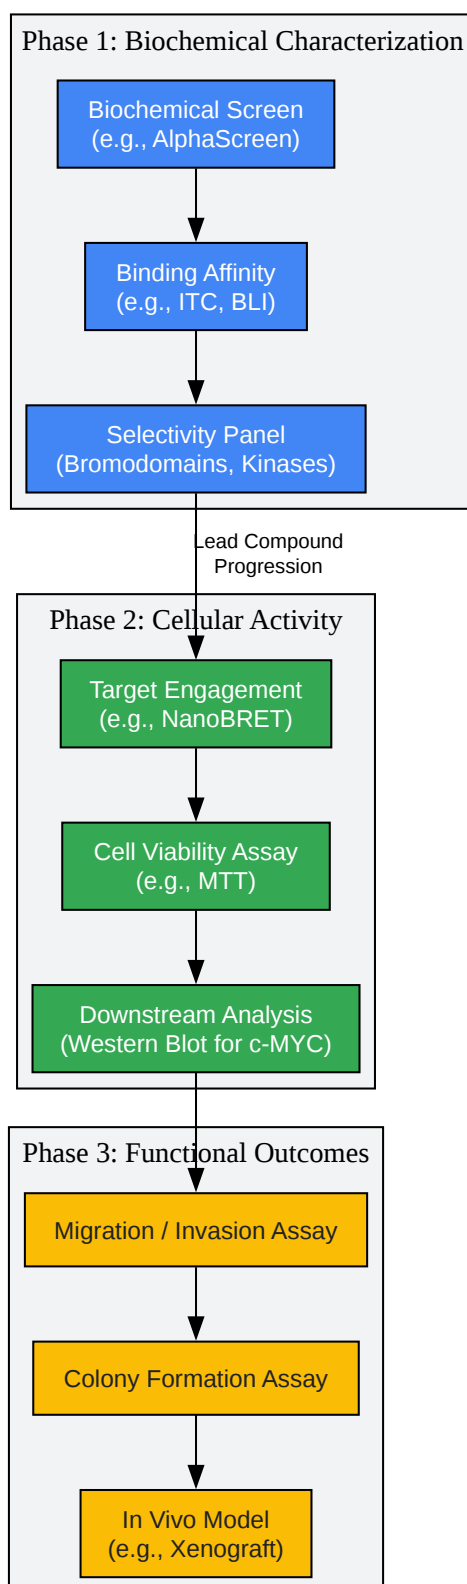 Phase 1: Biochemical Characterization
Biochemical Screen
(e.g., AlphaScreen)
Binding Affinity
(e.g., ITC, BLI)
Selectivity Panel
(Bromodomains, Kinases)
Lead Compound
Progression
Phase 2: Cellular Activity
Target Engagement
(e.g., NanoBRET)
Cell Viability Assay
(e.g., MTT)
Downstream Analysis
(Western Blot for c-MYC)
Phase 3: Functional Outcomes
Migration / Invasion Assay
Colony Formation Assay
In Vivo Model
(e.g., Xenograft)